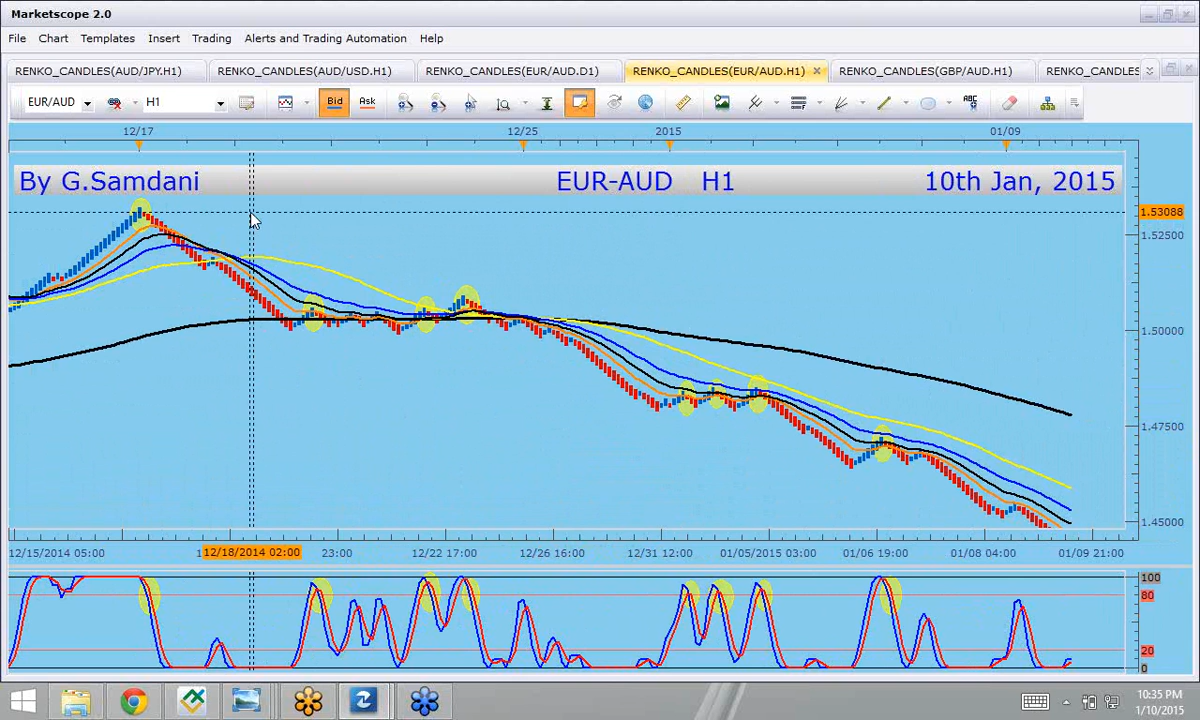 Marketscope 2.0
File Chart Templates Insert Trading Alerts and Trading Automation Help
RENKO_CANDLES(AUD/JPY.H1) RENKO_CANDLES(AUD/USD.H1) RENKO_CANDLES(EUR/AUD.D1) RENKO_CANDLES(EUR/AUD.H1) RENKO_CANDLES(GBP/AUD.H1) RENKO_CANDLES
EUR/AUD H1 Bid Ask ABC
12/17 12/25 2015 01/09
By G.Samdani EUR-AUD H1 10th Jan, 2015
1.53088
1.52500
1.50000
1.47500
1.45000
12/15/2014 05:00 12/18/2014 02:00 23:00 12/22 17:00 12/26 16:00 12/31 12:00 01/05/2015 03:00 01/06 19:00 01/08 04:00 01/09 21:00
100
80
20
0
10:35 PM
1/10/2015